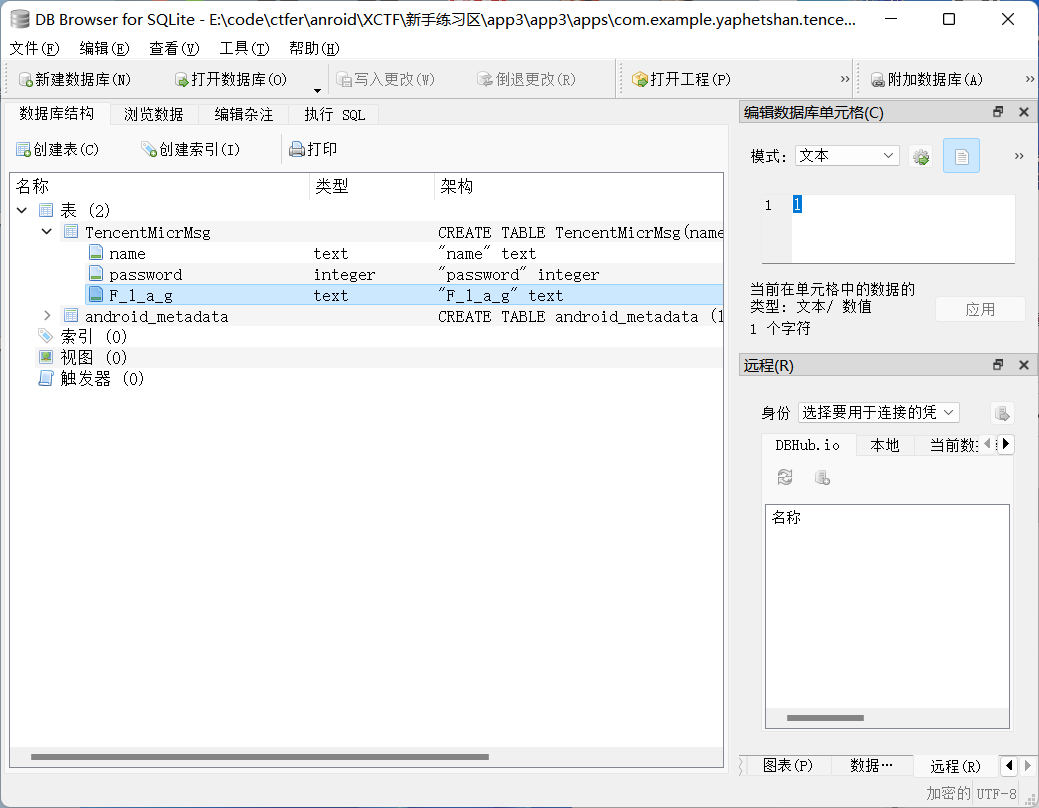 DB Browser for SQLite - E:\code\ctfer\anroid\XCTF\新手练习区\app3\app3\apps\com.example.yaphetshan.tence...
文件(F) 编辑(E) 查看(V) 工具(T) 帮助(H)
新建数据库(N) 打开数据库(O) 写入更改(W) 倒退更改(R) 打开工程(P) » 附加数据库(A) »
数据库结构 浏览数据 编辑杂注 执行 SQL
创建表(C) 创建索引(I) 打印
名称 类型 架构
表 (2)
TencentMicrMsg CREATE TABLE TencentMicrMsg(name
name text "name" text
password integer "password" integer
F_l_a_g text "F_l_a_g" text
android_metadata CREATE TABLE android_metadata (l
索引 (0)
视图 (0)
触发器 (0)
编辑数据库单元格(C)
模式: 文本 »
1 1
当前在单元格中的数据的
类型: 文本/ 数值
1 个字符
应用
远程(R)
身份 选择要用于连接的凭
DBHub.io 本地 当前数
名称
图表(P) 数据… 远程(R)
加密的 UTF-8